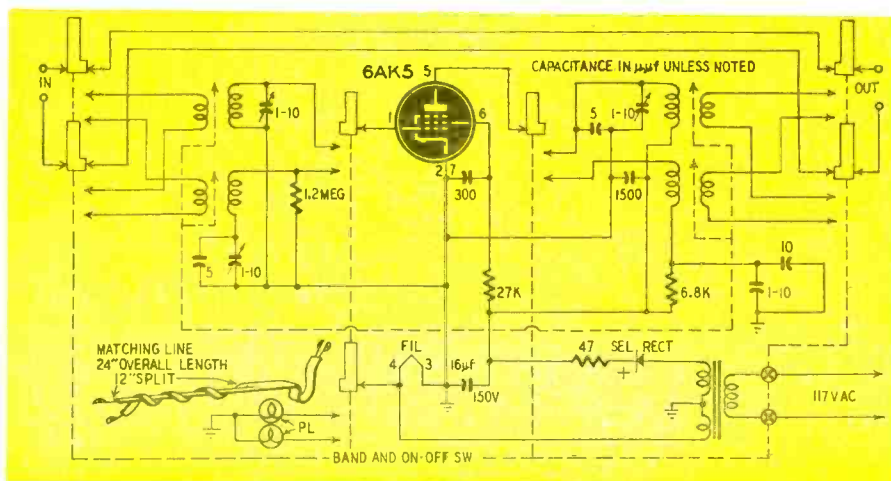 6AK5
5
CAPACITANCE IN μμf UNLESS NOTED
IN
OUT
1-10
1
6
5
1-10
2
7
300
1500
1.2MEG
5
1-10
27K
6.8K
10
1-10
MATCHING LINE
24" OVERALL LENGTH
12" SPLIT
FIL
4
3
16μf
150V
47
SEL RECT
+
117VAC
PL
BAND AND ON-OFF SW